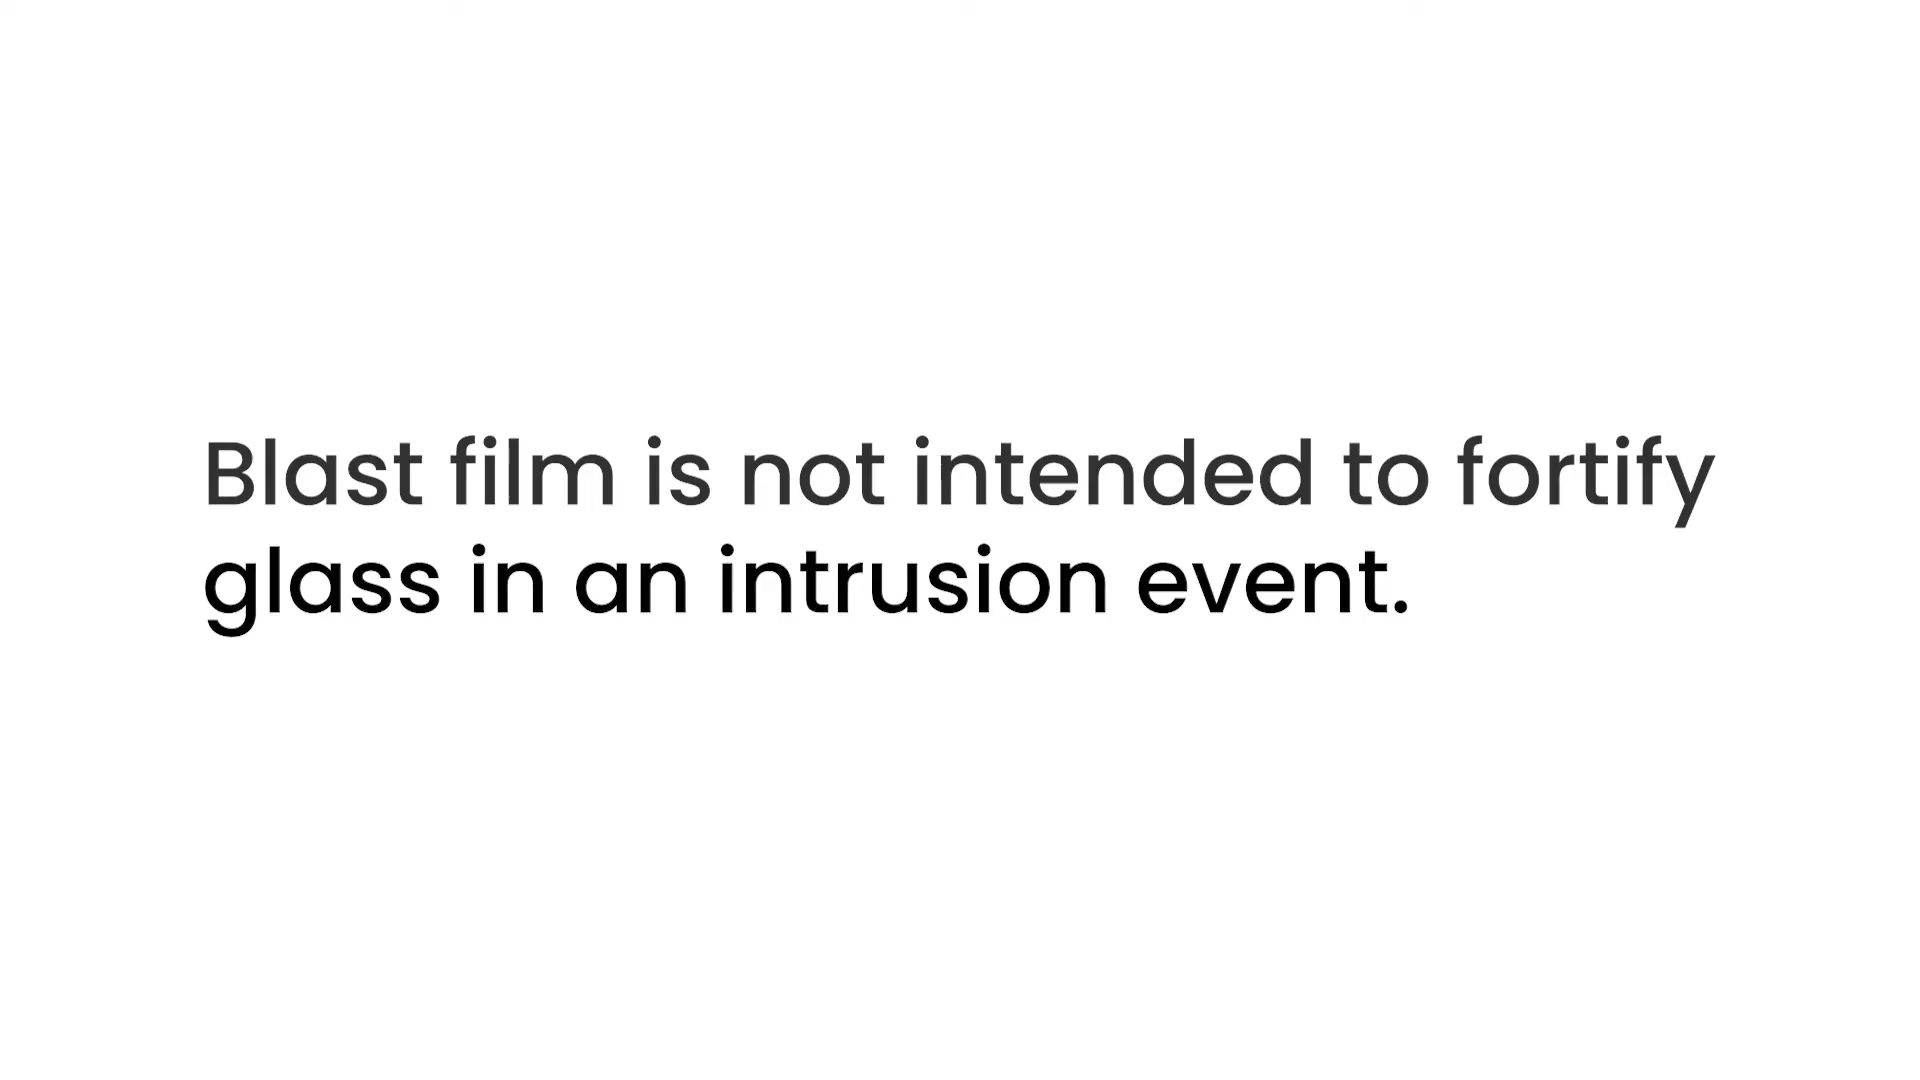 Blast film is not intended to fortify
glass in an intrusion event.